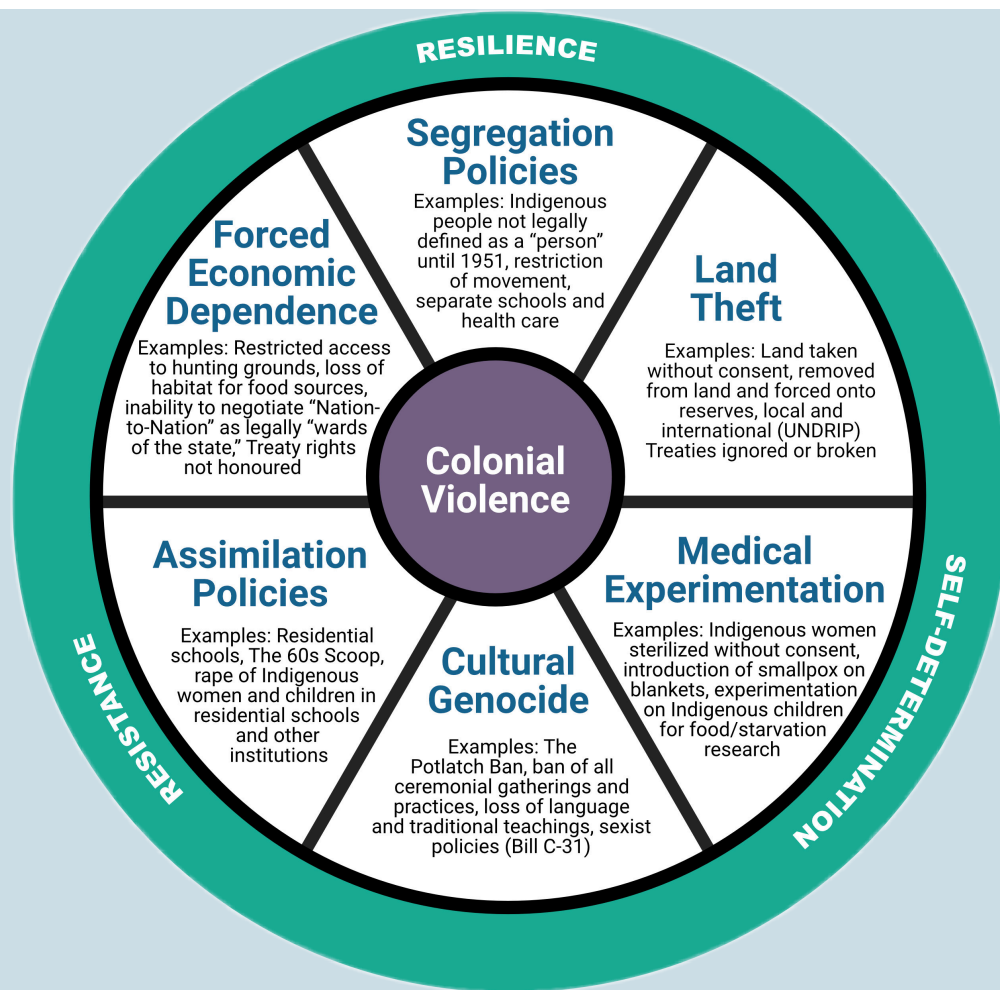 RESILIENCE
Segregation
Policies
Examples: Indigenous
people not legally
defined as a “person”
until 1951, restriction
of movement,
separate schools and
health care
Land
Theft
Examples: Land taken
without consent, removed
from land and forced onto
reserves, local and
international (UNDRIP)
Treaties ignored or broken
Medical
Experimentation
Examples: Indigenous women
sterilized without consent,
introduction of smallpox on
blankets, experimentation
on Indigenous children
for food/starvation
research
Cultural
Genocide
Examples: The
Potlatch Ban, ban of all
ceremonial gatherings and
practices, loss of language
and traditional teachings, sexist
policies (Bill C-31)
Assimilation
Policies
Examples: Residential
schools, The 60s Scoop,
rape of Indigenous
women and children in
residential schools
and other
institutions
Forced
Economic
Dependence
Examples: Restricted access
to hunting grounds, loss of
habitat for food sources,
inability to negotiate “Nation-
to-Nation” as legally “wards
of the state,” Treaty rights
not honoured
Colonial
Violence
SELF-DETERMINATION
RESISTANCE